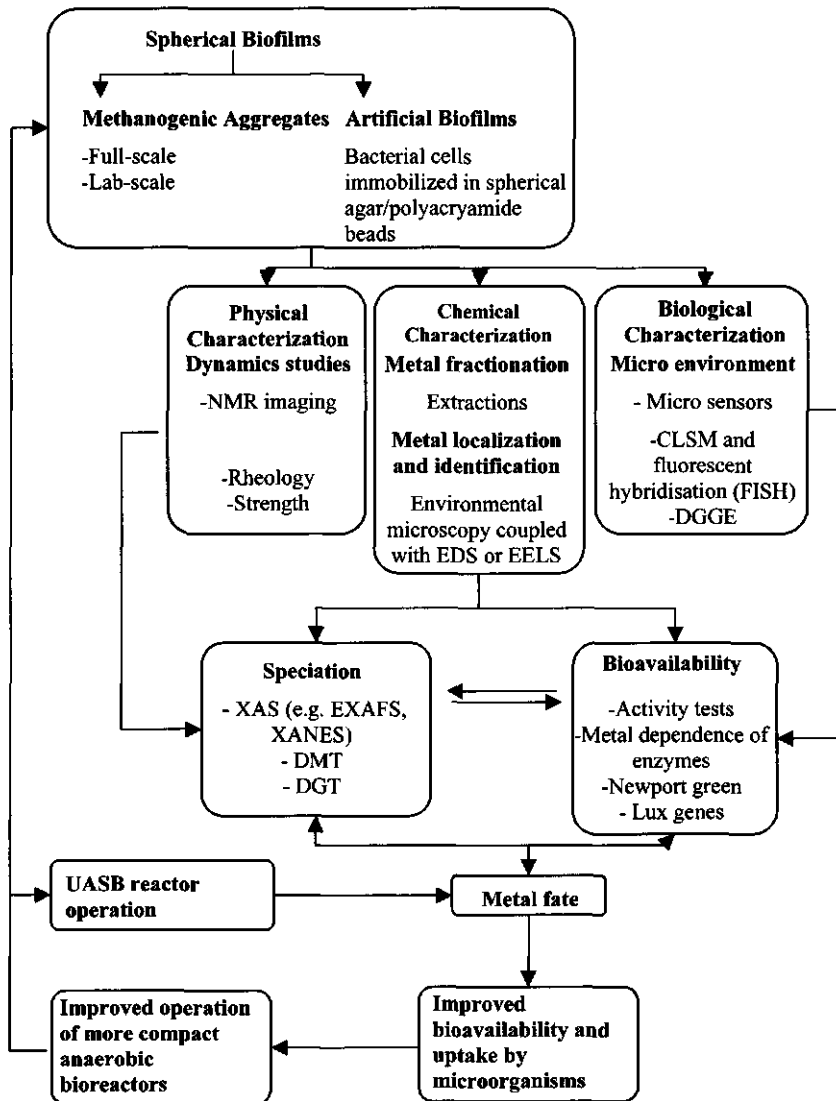 Spherical Biofilms
Methanogenic Aggregates
-Full-scale
-Lab-scale
Artificial Biofilms
Bacterial cells
immobilized in spherical
agar/polyacryamide
beads
Physical
Characterization
Dynamics studies
-NMR imaging
-Rheology
-Strength
Chemical
Characterization
Metal fractionation
Extractions
Metal localization
and identification
Environmental
microscopy coupled
with EDS or EELS
Biological
Characterization
Micro environment
- Micro sensors
-CLSM and
fluorescent
hybridisation (FISH)
-DGGE
Speciation
- XAS (e.g. EXAFS,
XANES)
- DMT
- DGT
Bioavailability
-Activity tests
-Metal dependence of
enzymes
-Newport green
- Lux genes
UASB reactor
operation
Metal fate
Improved operation
of more compact
anaerobic
bioreactors
Improved
bioavailability and
uptake by
microorganisms